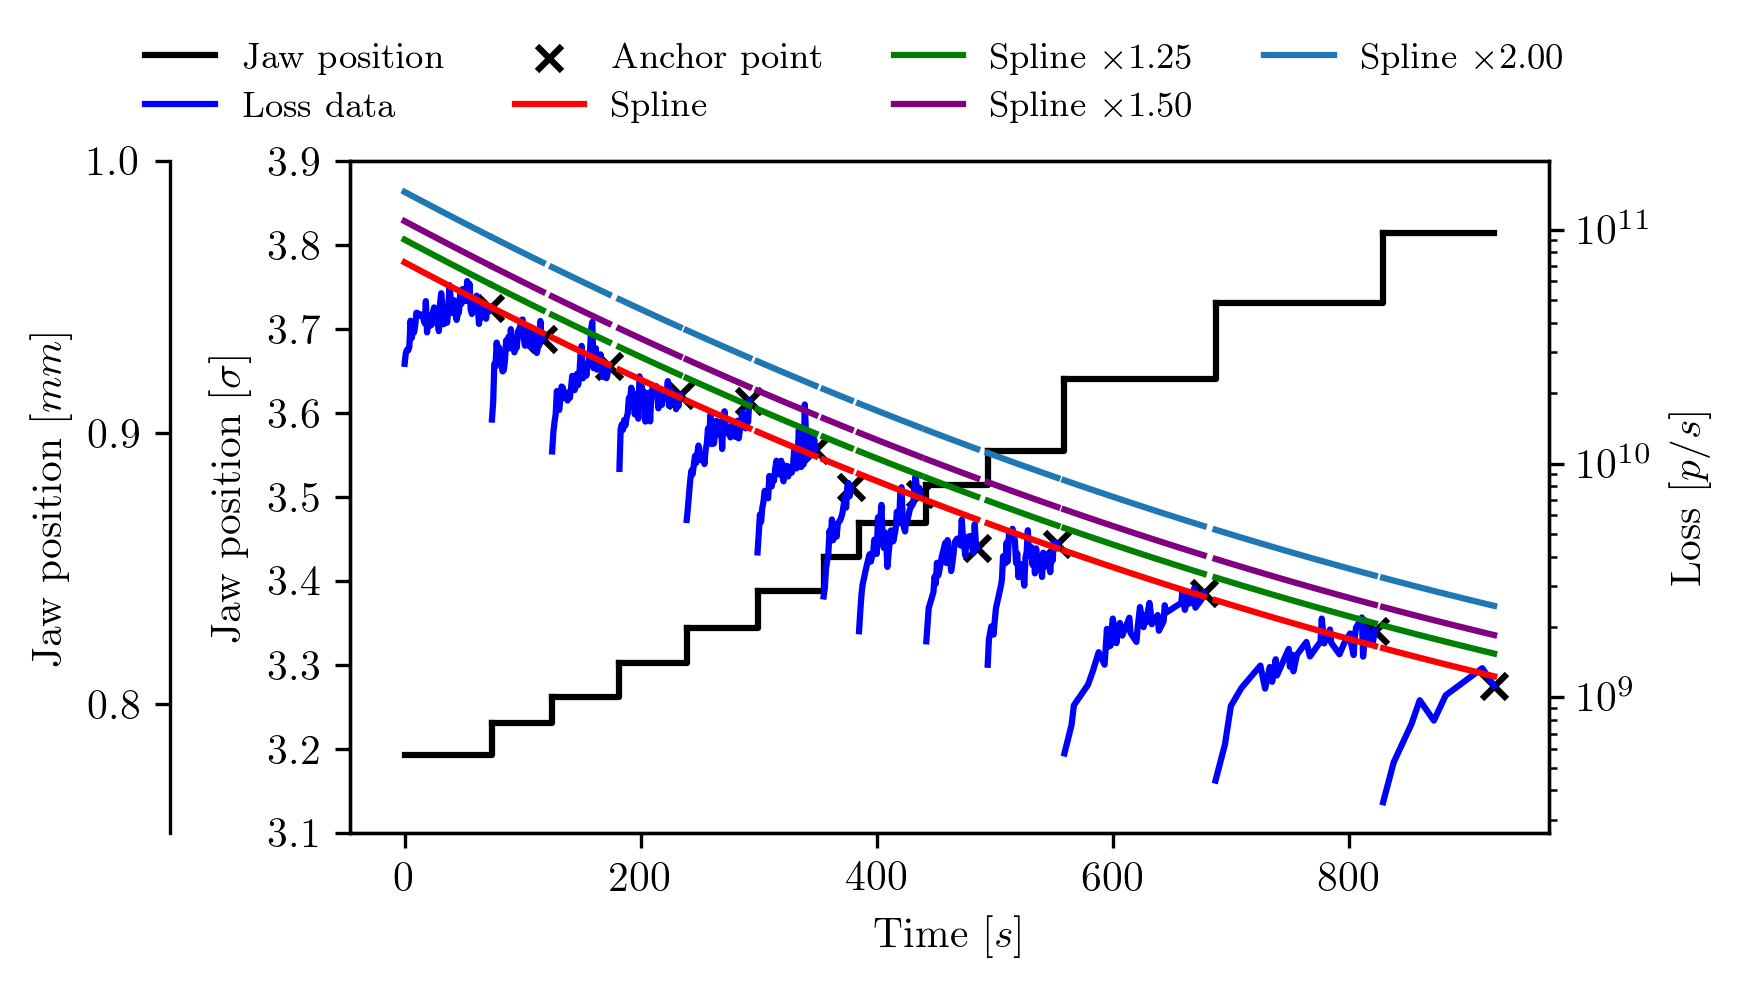 Jaw position
Anchor point
Spline ×1.25
Spline ×2.00
Loss data
Spline
Spline ×1.50
1.0
0.9
0.8
Jaw position [mm]
3.9
3.8
3.7
3.6
3.5
3.4
3.3
3.2
3.1
Jaw position [σ]
10¹¹
10¹⁰
10⁹
Loss [p/s]
0 200 400 600 800
Time [s]